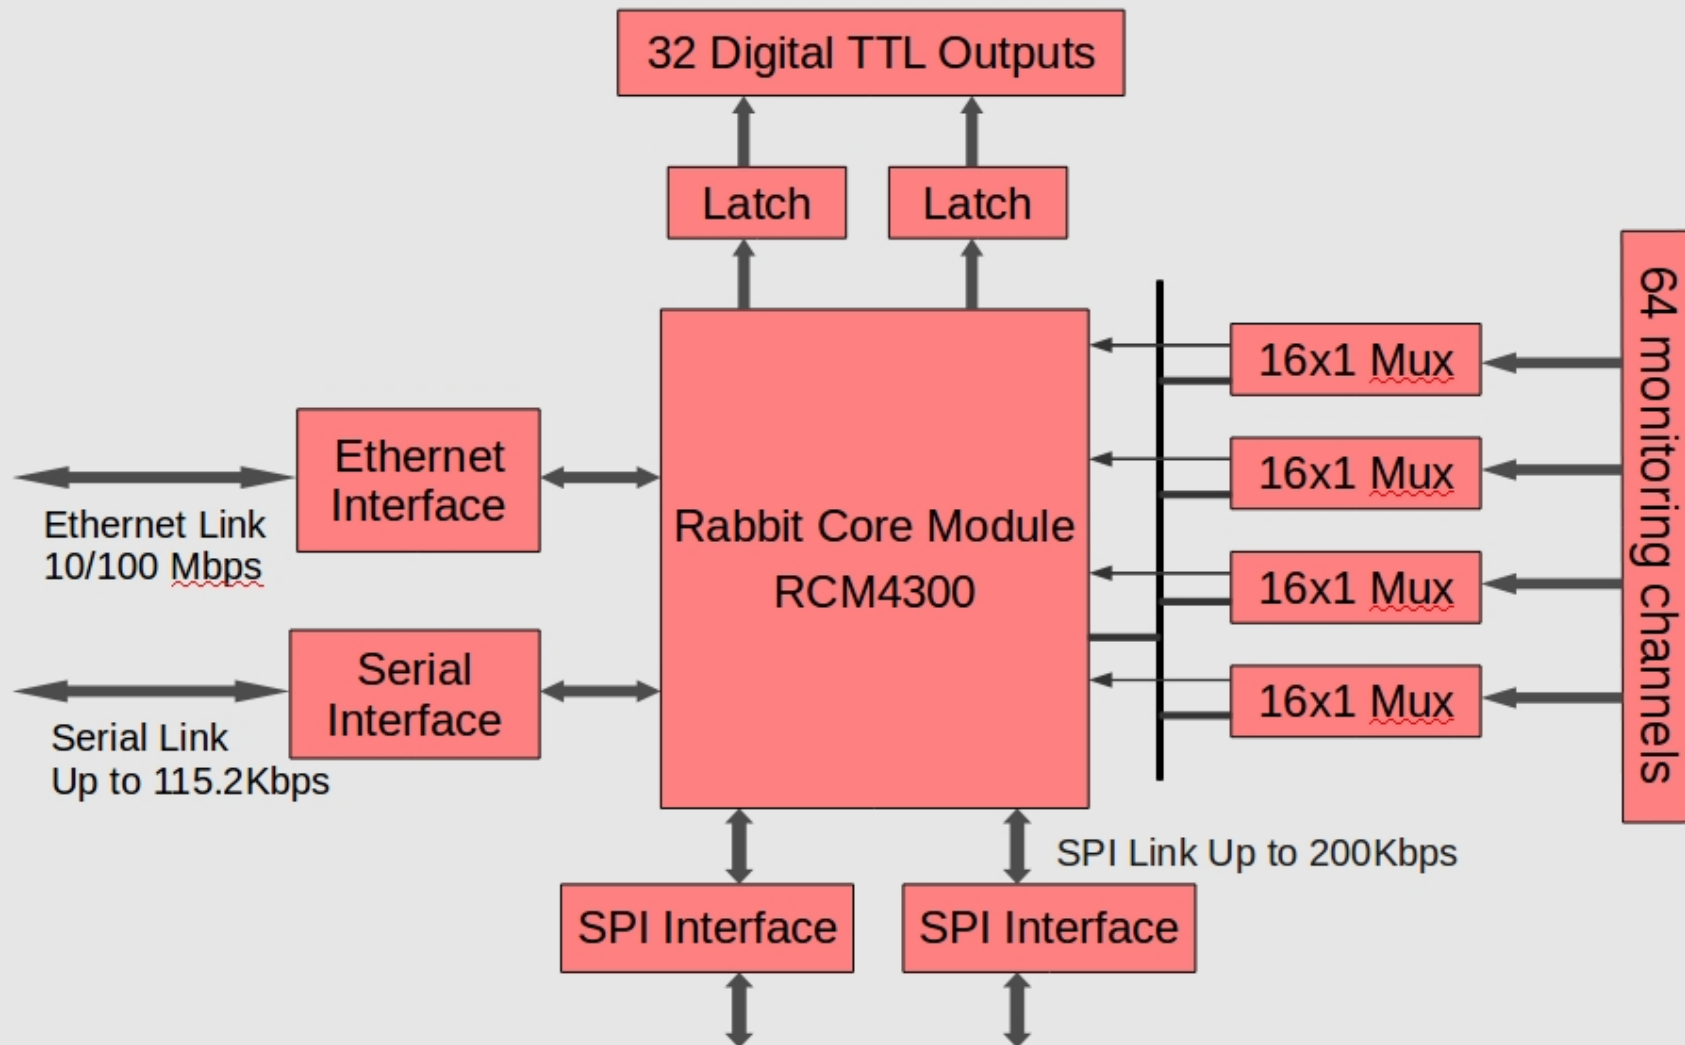 32 Digital TTL Outputs
Latch
Latch
64 monitoring channels
16x1 Mux
16x1 Mux
16x1 Mux
16x1 Mux
Ethernet
Interface
Ethernet Link
10/100 Mbps
Rabbit Core Module
RCM4300
Serial
Interface
Serial Link
Up to 115.2Kbps
SPI Link Up to 200Kbps
SPI Interface
SPI Interface